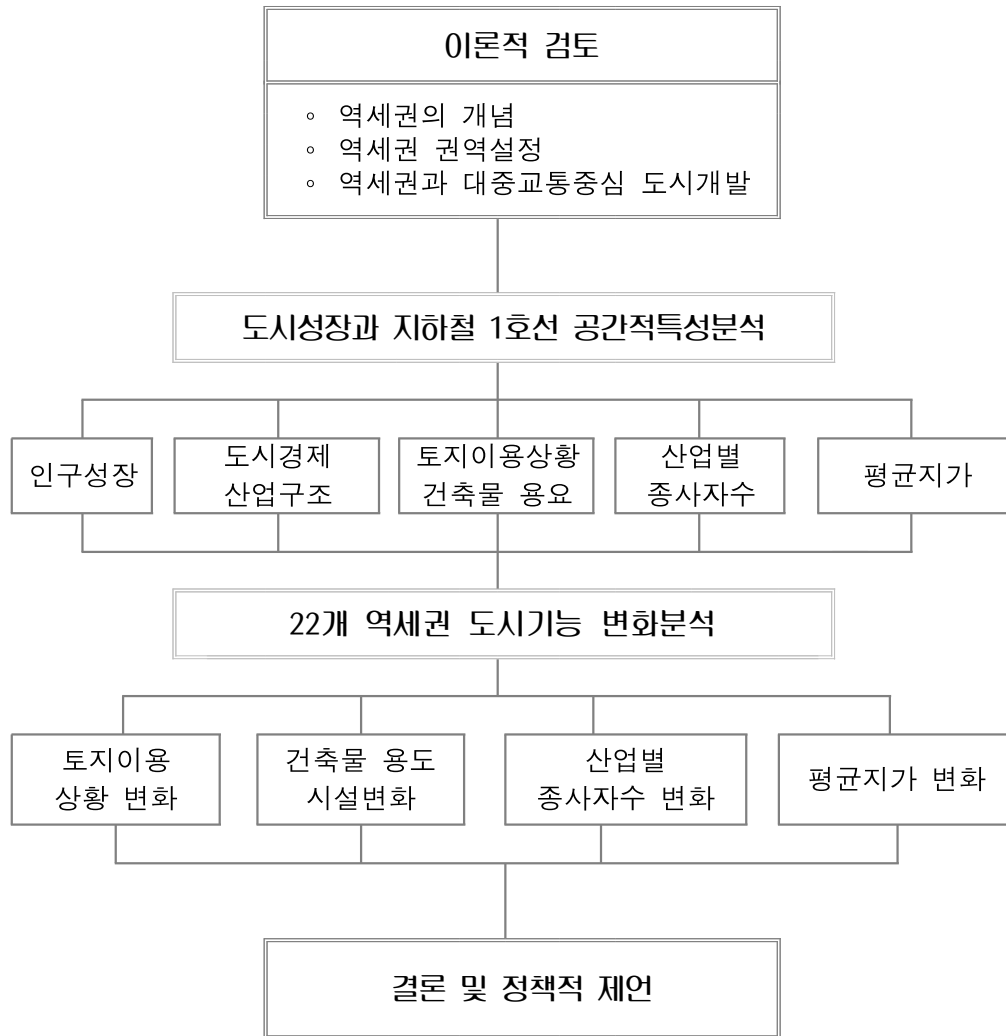 이론적 검토
◦ 역세권의 개념
◦ 역세권 권역설정
◦ 역세권과 대중교통중심 도시개발
도시성장과 지하철 1호선 공간적특성분석
인구성장
도시경제
산업구조
토지이용상황
건축물 용요
산업별
종사자수
평균지가
22개 역세권 도시기능 변화분석
토지이용
상황 변화
건축물 용도
시설변화
산업별
종사자수 변화
평균지가 변화
결론 및 정책적 제언